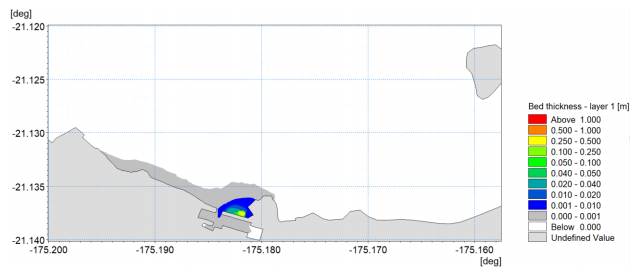 [deg]
-21.120
-21.125
-21.130
-21.135
-21.140
-175.200
-175.190
-175.180
-175.170
-175.160
[deg]
Bed thickness - layer 1 [m]
Above 1.000
0.500 - 1.000
0.250 - 0.500
0.100 - 0.250
0.050 - 0.100
0.040 - 0.050
0.020 - 0.040
0.010 - 0.020
0.001 - 0.010
0.000 - 0.001
Below 0.000
Undefined Value